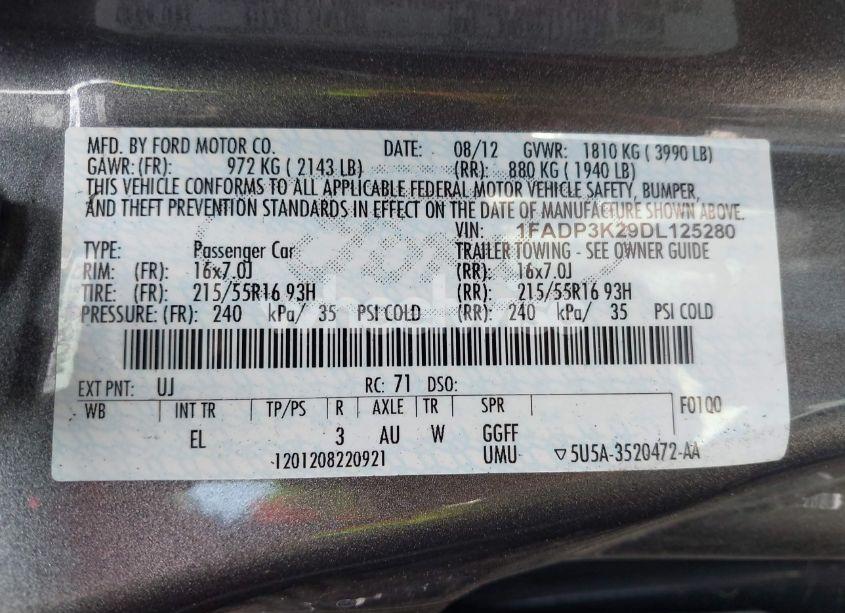 MFD. BY FORD MOTOR CO. DATE: 08/12 GVWR: 1810 KG ( 3990 LB)
GAWR: (FR): 972 KG ( 2143 LB) (RR): 880 KG ( 1940 LB)
THIS VEHICLE CONFORMS TO ALL APPLICABLE FEDERAL MOTOR VEHICLE SAFETY, BUMPER,
AND THEFT PREVENTION STANDARDS IN EFFECT ON THE DATE OF MANUFACTURE SHOWN ABOVE.
VIN: 1FADP3K29DL125280
TYPE: Passenger Car TRAILER TOWING - SEE OWNER GUIDE
RIM: (FR): 16x7.0J (RR): 16x7.0J
TIRE: (FR): 215/55R16 93H (RR): 215/55R16 93H
PRESSURE: (FR): 240 kPa/ 35 PSI COLD (RR): 240 kPa/ 35 PSI COLD
EXT PNT: UJ RC: 71 DSO:
WB INT TR TP/PS R AXLE TR SPR F0100
EL 3 AU W GGFF
1201208220921 UMU ▽5U5A-3520472-AA